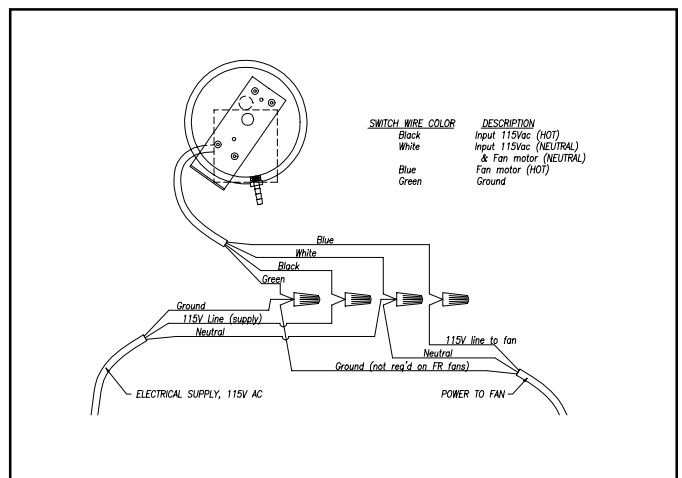 SWITCH WIRE COLOR DESCRIPTION
Black Input 115Vac (HOT)
White Input 115Vac (NEUTRAL)
& Fan motor (NEUTRAL)
Blue Fan motor (HOT)
Green Ground
Blue
White
Black
Green
Ground
115V Line (supply)
Neutral
115V line to fan
Neutral
Ground (not req'd on FR fans)
ELECTRICAL SUPPLY, 115V AC
POWER TO FAN